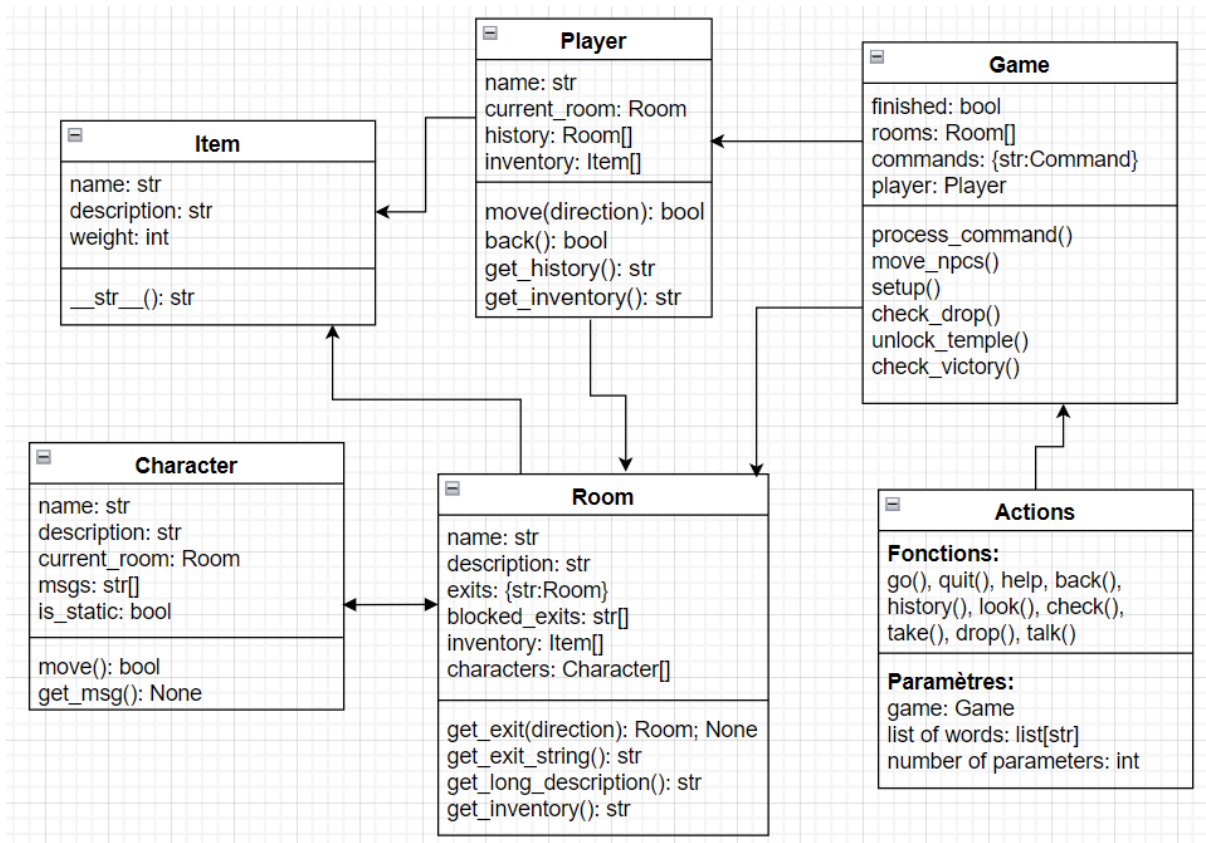 Player
name: str
current_room: Room
history: Room[]
inventory: Item[]
move(direction): bool
back(): bool
get_history(): str
get_inventory(): str
Game
finished: bool
rooms: Room[]
commands: {str:Command}
player: Player
process_command()
move_npcs()
setup()
check_drop()
unlock_temple()
check_victory()
Item
name: str
description: str
weight: int
__str__(): str
Character
name: str
description: str
current_room: Room
msgs: str[]
is_static: bool
move(): bool
get_msg(): None
Room
name: str
description: str
exits: {str:Room}
blocked_exits: str[]
inventory: Item[]
characters: Character[]
get_exit(direction): Room; None
get_exit_string(): str
get_long_description(): str
get_inventory(): str
Actions
Fonctions:
go(), quit(), help, back(),
history(), look(), check(),
take(), drop(), talk()
Paramètres:
game: Game
list of words: list[str]
number of parameters: int